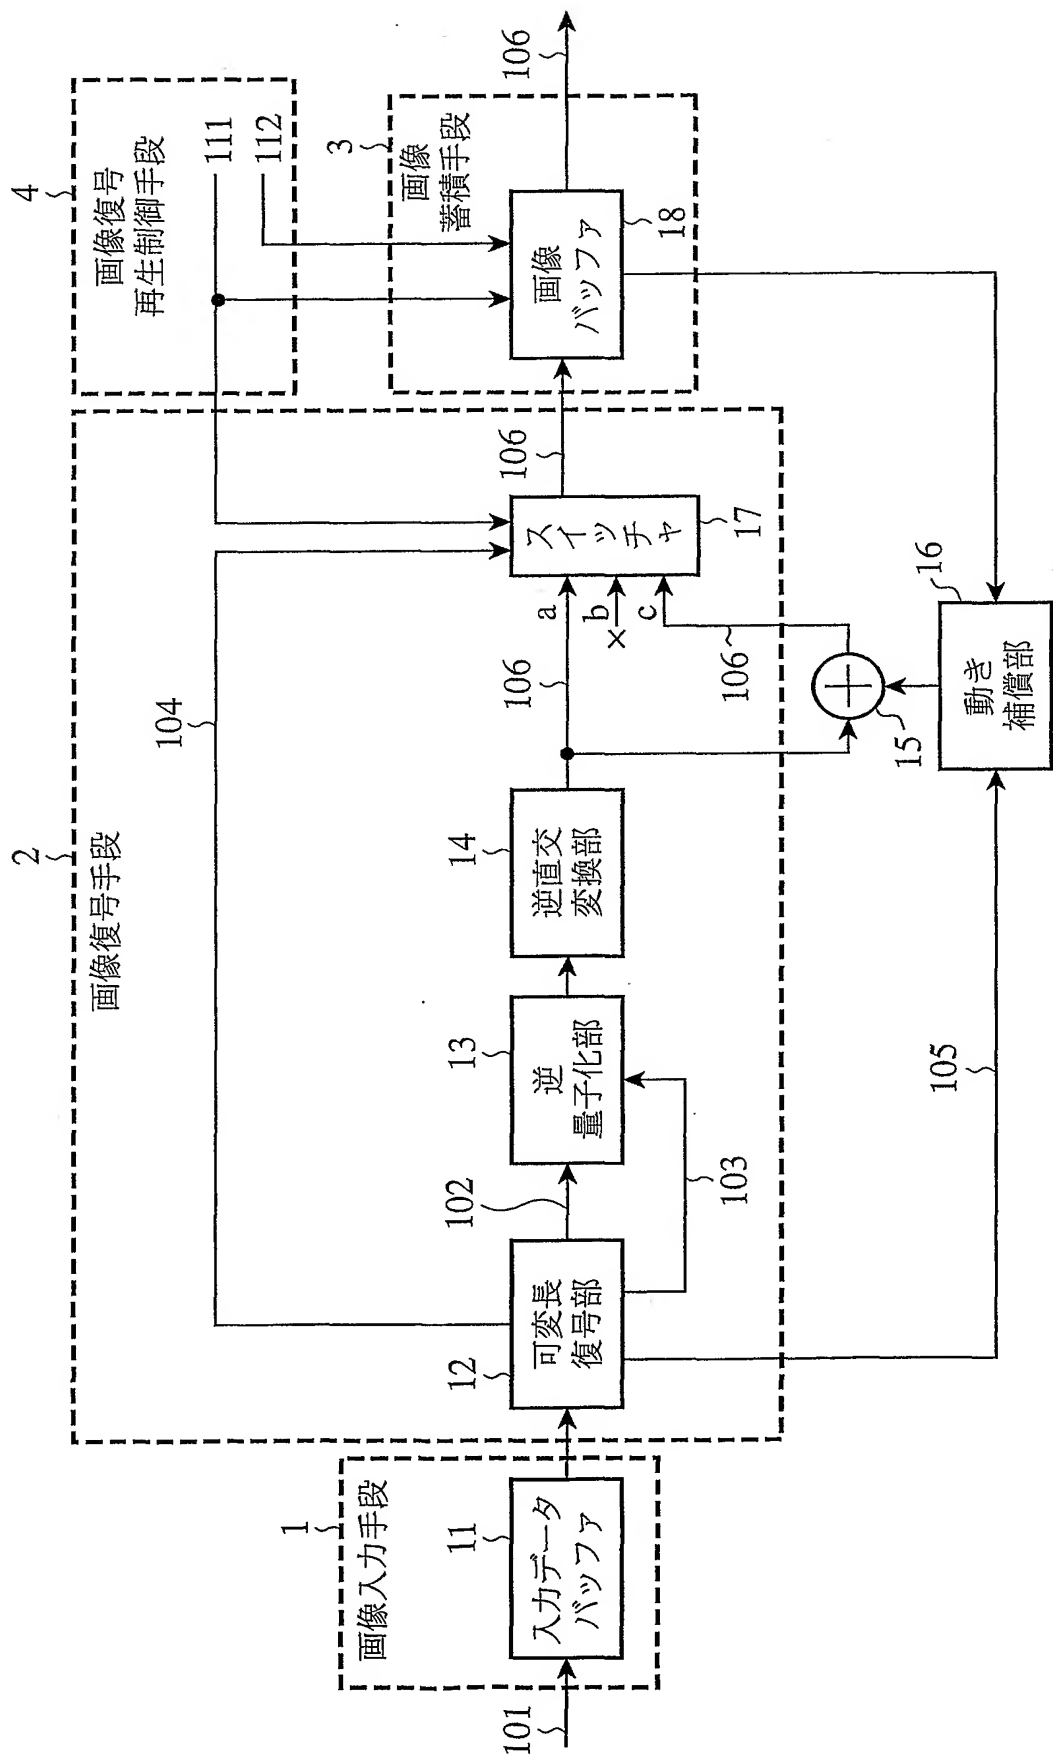 1
画像入力手段
11
入力データ
バッファ
101
2
画像復号手段
12
可変長
復号部
102
103
104
105
13
逆
量子化部
14
逆直交
変換部
106
a
b
×
c
106
15
16
動き
補償部
17
スイッチャ
106
4
画像復号
再生制御手段
111
112
3
画像
蓄積手段
画像
バッファ
18
106